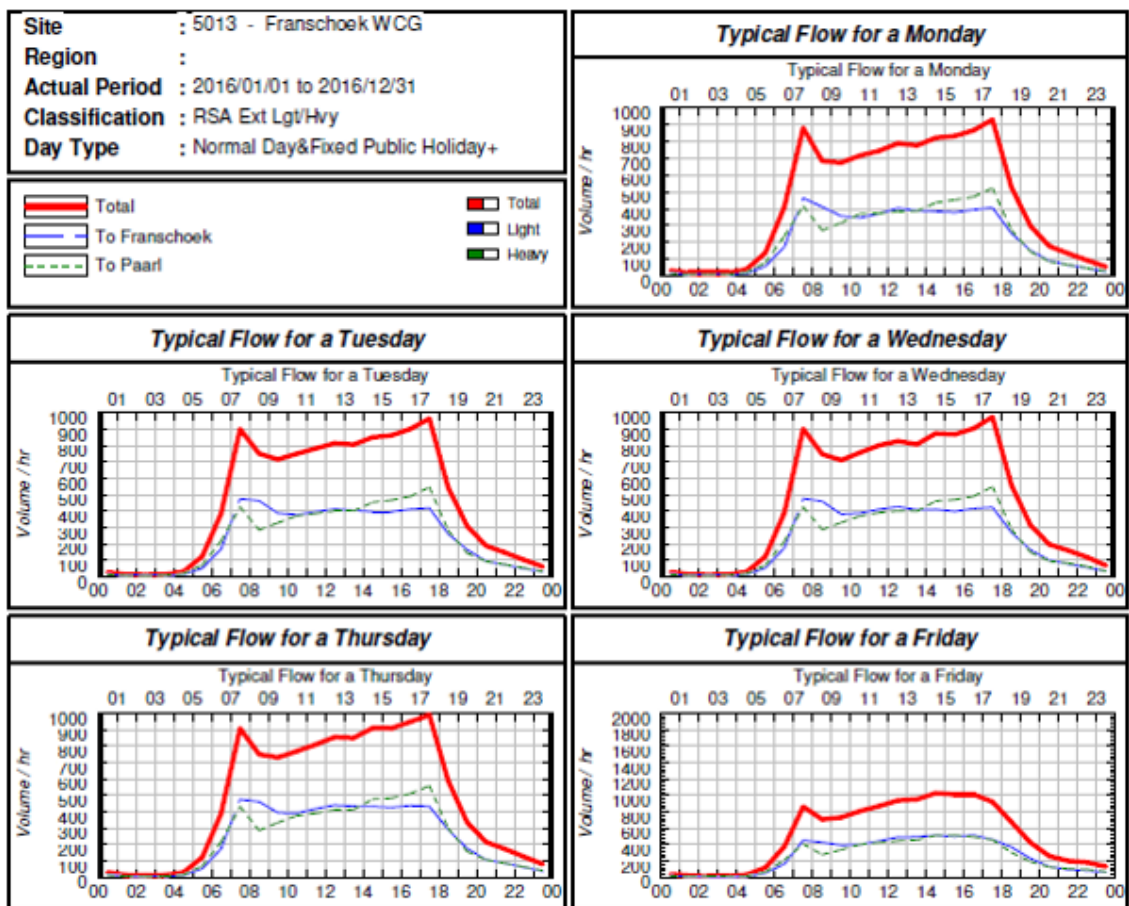 Site : 5013 - Franschoek WCG
Region :
Actual Period : 2016/01/01 to 2016/12/31
Classification : RSA Ext Lgt/Hvy
Day Type : Normal Day&Fixed Public Holiday+
Total
To Franschoek
To Paarl
Total
Light
Heavy
Typical Flow for a Monday
Typical Flow for a Monday
01 03 05 07 09 11 13 15 17 19 21 23
Volume / hr
1000
900
800
700
600
500
400
300
200
100
0
00 02 04 06 08 10 12 14 16 18 20 22 00
Typical Flow for a Tuesday
Typical Flow for a Tuesday
01 03 05 07 09 11 13 15 17 19 21 23
Volume / hr
1000
900
800
700
600
500
400
300
200
100
0
00 02 04 06 08 10 12 14 16 18 20 22 00
Typical Flow for a Wednesday
Typical Flow for a Wednesday
01 03 05 07 09 11 13 15 17 19 21 23
Volume / hr
1000
900
800
700
600
500
400
300
200
100
0
00 02 04 06 08 10 12 14 16 18 20 22 00
Typical Flow for a Thursday
Typical Flow for a Thursday
01 03 05 07 09 11 13 15 17 19 21 23
Volume / hr
1000
900
800
700
600
500
400
300
200
100
0
00 02 04 06 08 10 12 14 16 18 20 22 00
Typical Flow for a Friday
Typical Flow for a Friday
01 03 05 07 09 11 13 15 17 19 21 23
Volume / hr
2000
1800
1600
1400
1200
1000
800
600
400
200
0
00 02 04 06 08 10 12 14 16 18 20 22 00